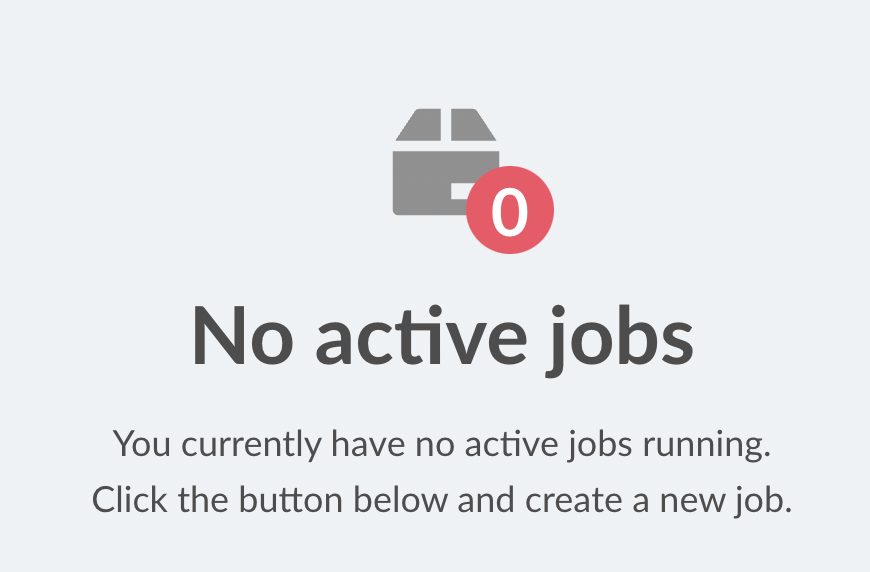 0
No active jobs
You currently have no active jobs running.
Click the button below and create a new job.